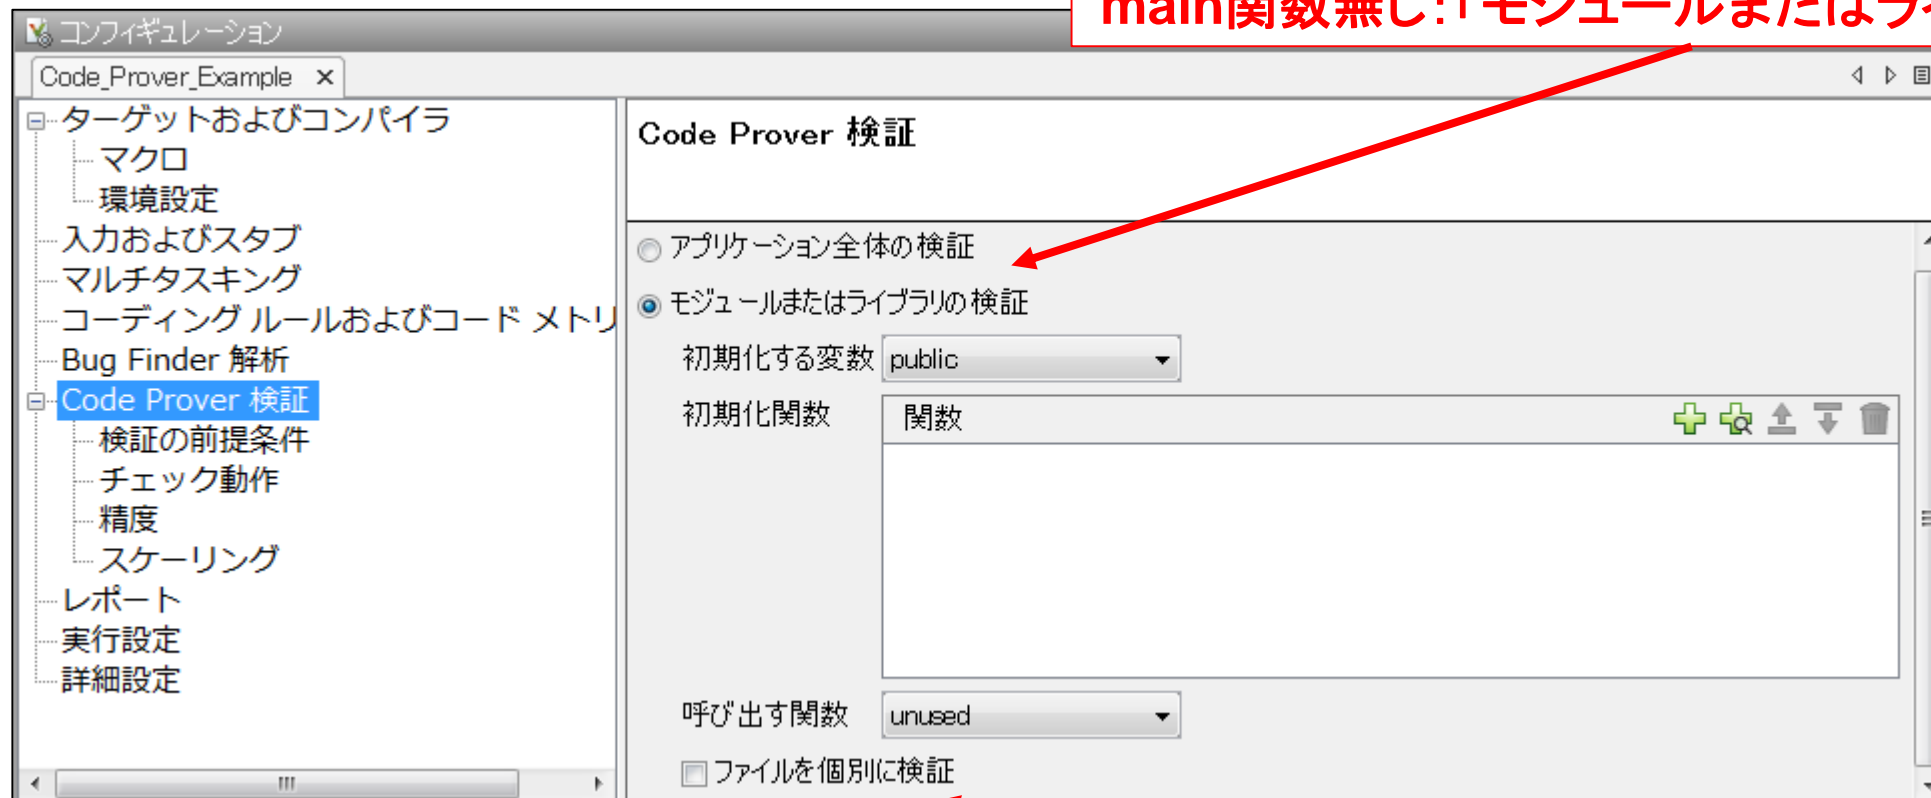 main関数無し：「モジュールまたはライ
コンフィギュレーション
Code_Prover_Example
ターゲットおよびコンパイラ
マクロ
環境設定
入力およびスタブ
マルチタスキング
コーディング ルールおよびコード メトリ
Bug Finder 解析
Code Prover 検証
検証の前提条件
チェック動作
精度
スケーリング
レポート
実行設定
詳細設定
Code Prover 検証
アプリケーション全体の検証
モジュールまたはライブラリの検証
初期化する変数 public
初期化関数 関数
呼び出す関数 unused
ファイルを個別に検証